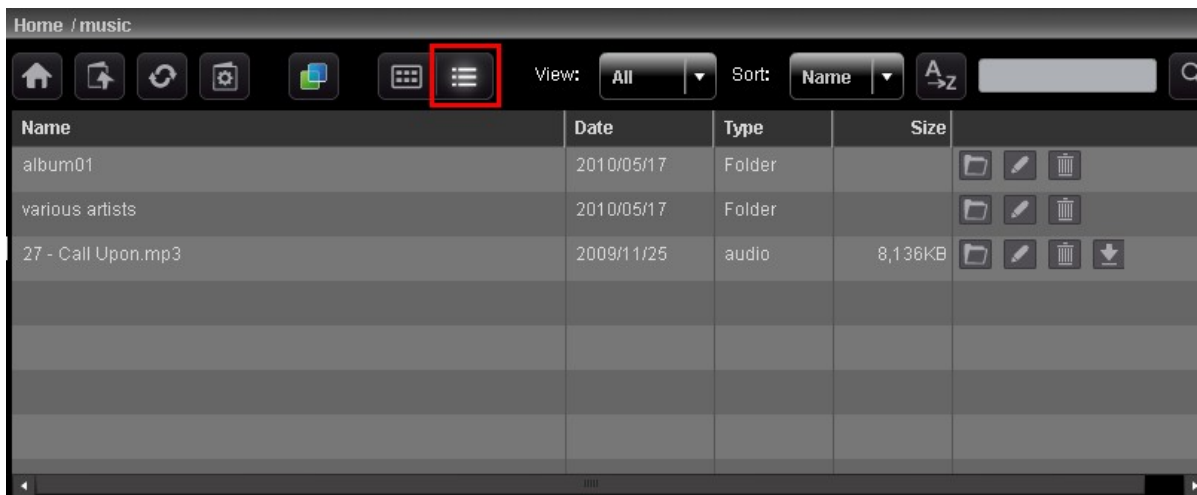 Home / music
View: All Sort: Name A→Z
Name Date Type Size
album01 2010/05/17 Folder
various artists 2010/05/17 Folder
27 - Call Upon.mp3 2009/11/25 audio 8,136KB